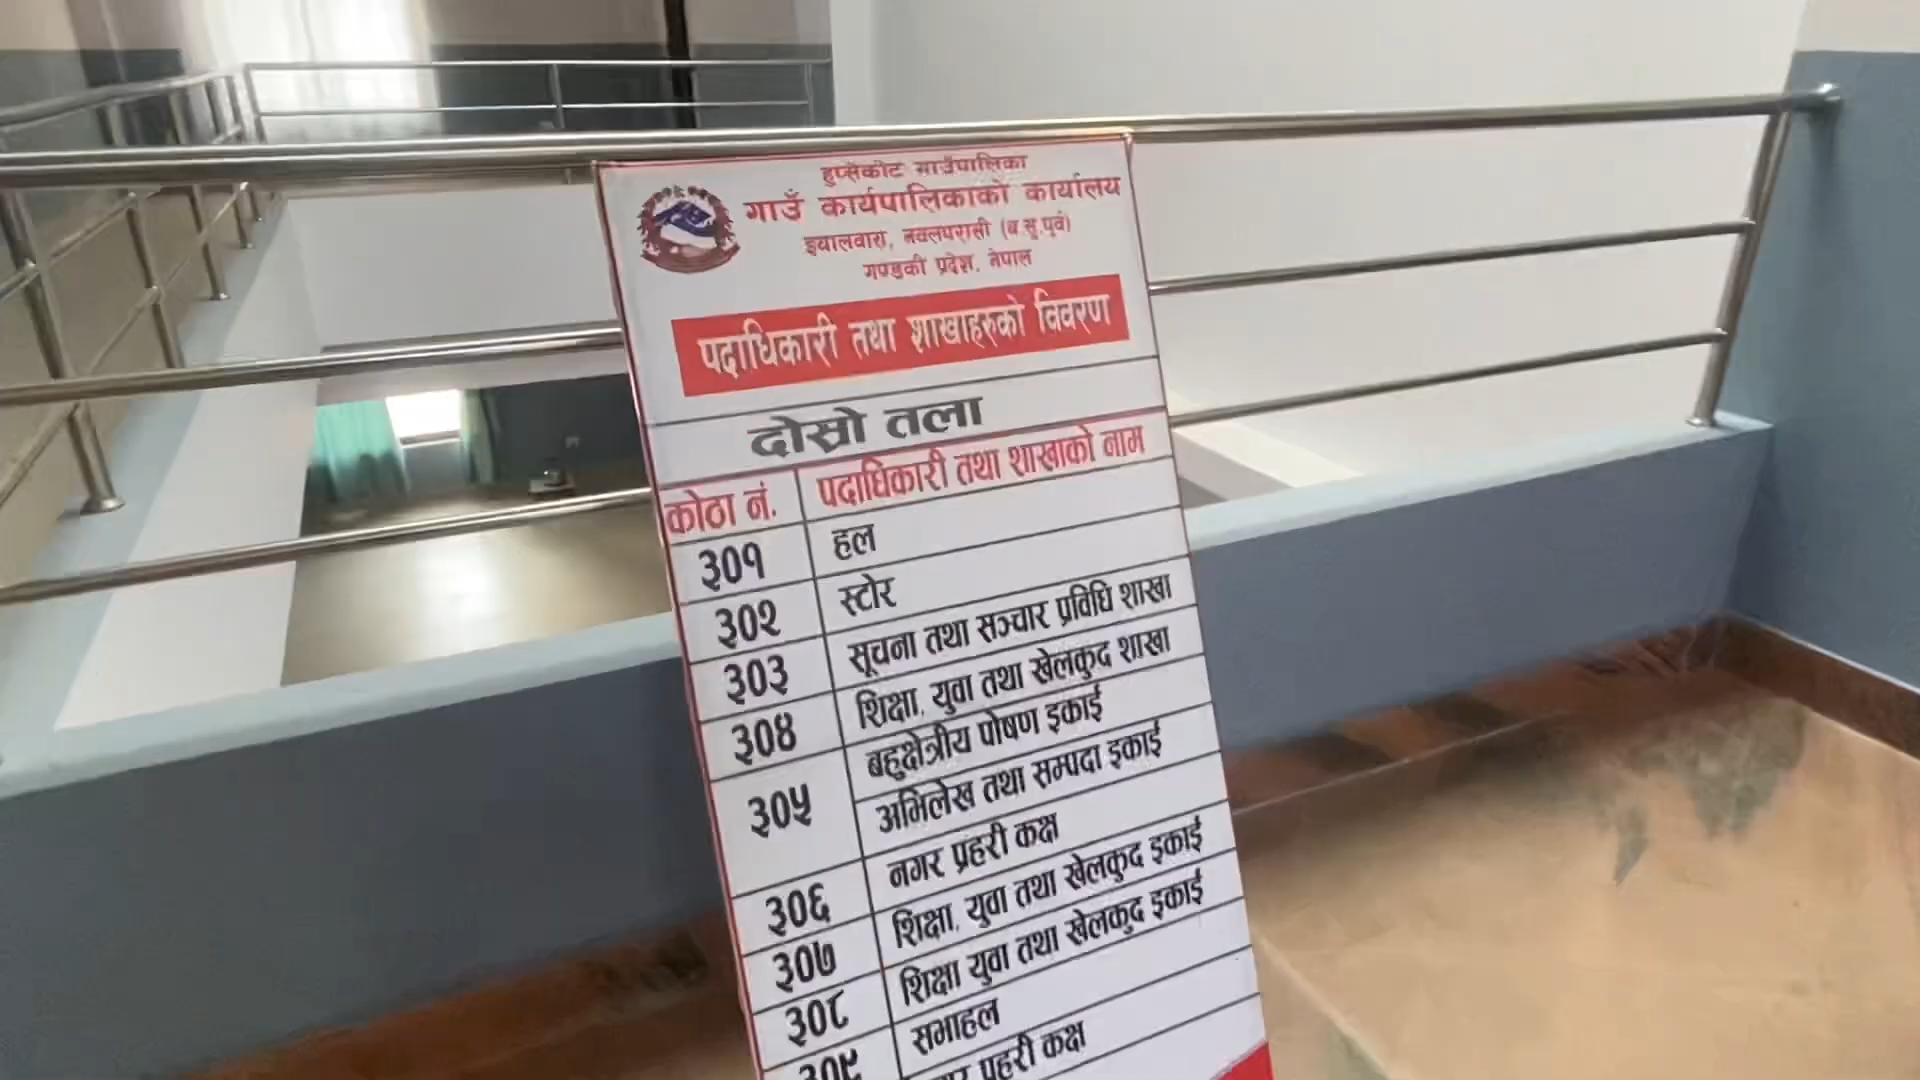 हुप्सेकोट गाउँपालिका
गाउँ कार्यपालिकाको कार्यालय
नवलपरासी (ब.सु.पूर्व)
गण्डकी प्रदेश, नेपाल
पदाधिकारी तथा शाखाहरुको विवरण
दोस्रो तला
कोठा नं. पदाधिकारी तथा शाखाको नाम
३०१ हल
३०२ स्टोर
३०३ सूचना तथा सञ्चार प्रविधि शाखा
३०४ शिक्षा, युवा तथा खेलकुद शाखा
३०५ बहुक्षेत्रीय पोषण इकाई
अभिलेख तथा सम्पदा इकाई
३०६ नगर प्रहरी कक्ष
३०७ शिक्षा, युवा तथा खेलकुद इकाई
३०८ शिक्षा युवा तथा खेलकुद इकाई
३०९ सभाहल
प्रहरी कक्ष